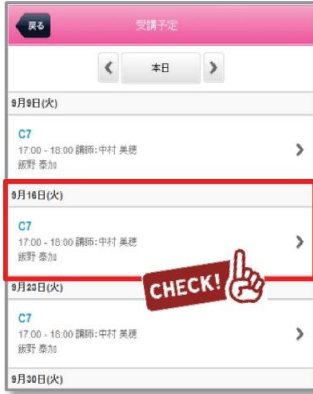 戻る
受講予定
本日
9月9日(火)
C7
17:00 - 18:00 講師:中村 美穂
飯野 泰加
9月16日(火)
C7
17:00 - 18:00 講師:中村 美穂
飯野 泰加
CHECK!
9月23日(火)
C7
17:00 - 18:00 講師:中村 美穂
飯野 泰加
9月30日(火)